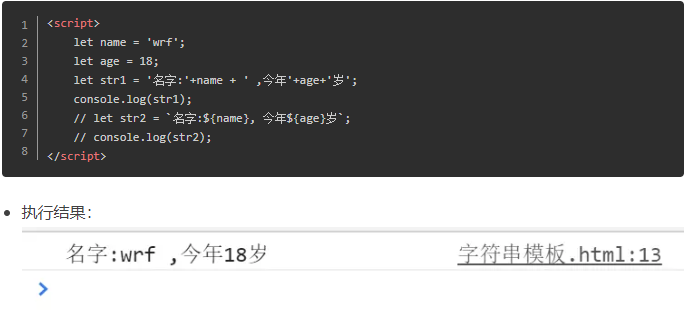 1 <script>
2 let name = 'wrf';
3 let age = 18;
4 let str1 = '名字:'+name + ' ,今年'+age+'岁';
5 console.log(str1);
6 // let str2 = `名字:${name}, 今年${age}岁`;
7 // console.log(str2);
8 </script>
执行结果：
名字:wrf ,今年18岁 字符串模板.html:13
>